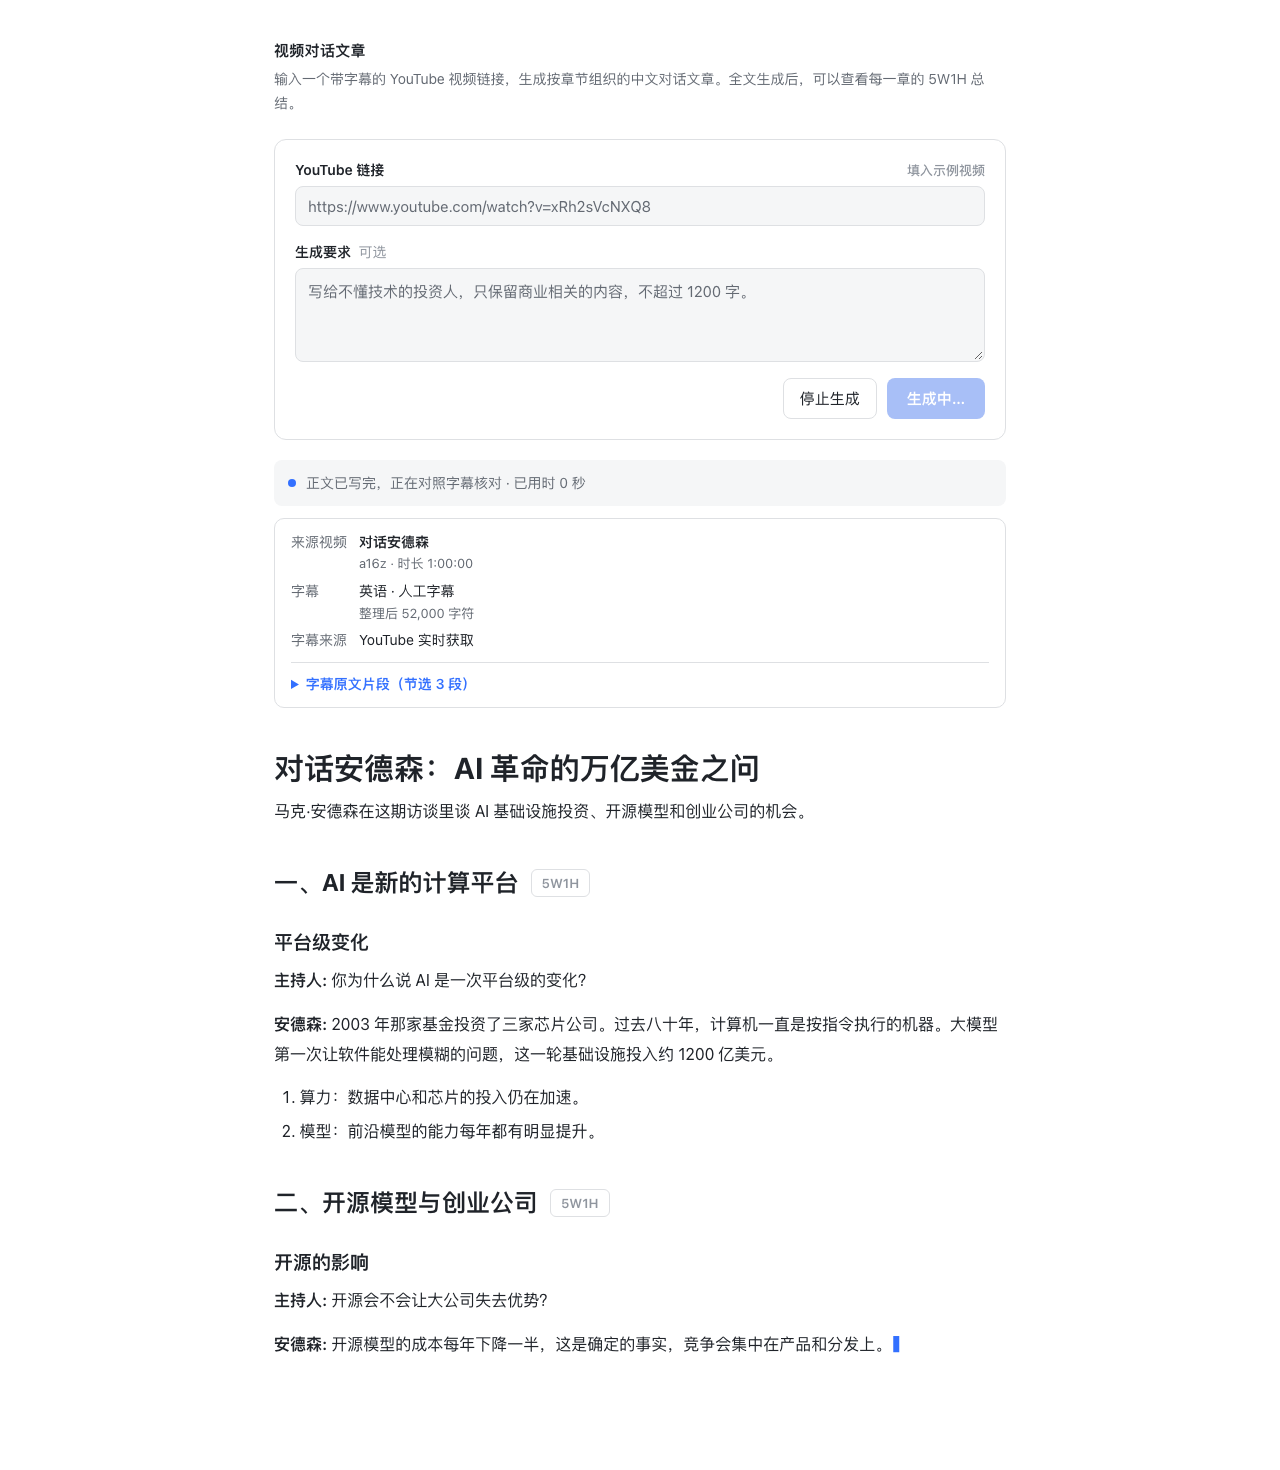 视频对话文章
输入一个带字幕的 YouTube 视频链接，生成按章节组织的中文对话文章。全文生成后，可以查看每一章的 5W1H 总
结。
YouTube 链接
填入示例视频
https://www.youtube.com/watch?v=xRh2sVcNXQ8
生成要求 可选
写给不懂技术的投资人，只保留商业相关的内容，不超过 1200 字。
停止生成
生成中...
正文已写完，正在对照字幕核对 · 已用时 0 秒
来源视频 对话安德森
a16z · 时长 1:00:00
字幕 英语 · 人工字幕
整理后 52,000 字符
字幕来源 YouTube 实时获取
字幕原文片段（节选 3 段）
对话安德森：AI 革命的万亿美金之问
马克·安德森在这期访谈里谈 AI 基础设施投资、开源模型和创业公司的机会。
一、AI 是新的计算平台 5W1H
平台级变化
主持人: 你为什么说 AI 是一次平台级的变化？
安德森: 2003 年那家基金投资了三家芯片公司。过去八十年，计算机一直是按指令执行的机器。大模型
第一次让软件能处理模糊的问题，这一轮基础设施投入约 1200 亿美元。
1. 算力：数据中心和芯片的投入仍在加速。
2. 模型：前沿模型的能力每年都有明显提升。
二、开源模型与创业公司 5W1H
开源的影响
主持人: 开源会不会让大公司失去优势？
安德森: 开源模型的成本每年下降一半，这是确定的事实，竞争会集中在产品和分发上。